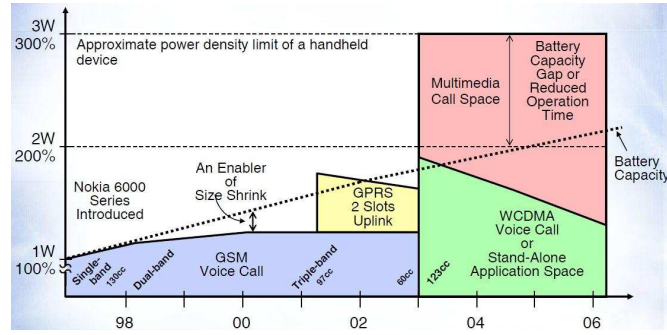 3W
300%
Approximate power density limit of a handheld
device
Battery
Capacity
Gap or
Reduced
Operation
Time
Multimedia
Call Space
2W
200%
An Enabler
of
Size Shrink
Nokia 6000
Series
Introduced
GPRS
2 Slots
Uplink
Battery
Capacity
WCDMA
Voice Call
or
Stand-Alone
Application Space
1W
100%
Single-
band
130cc
Dual-band
GSM
Voice Call
Triple-band
97cc
60cc
123cc
98
00
02
04
06